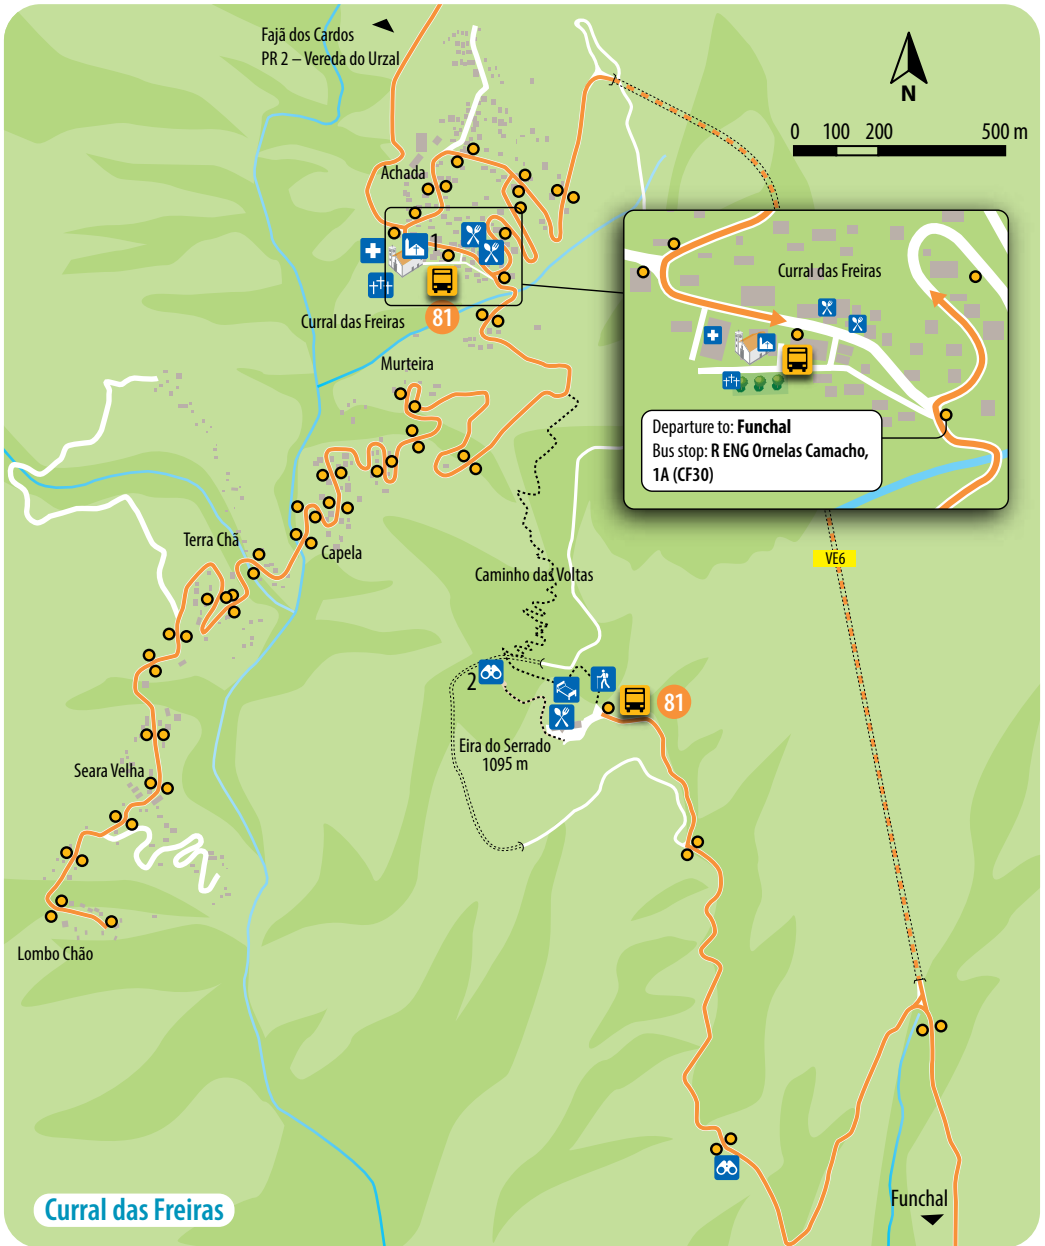 Fajã dos Cardos
PR 2 – Vereda do Urzal
N
0 100 200 500 m
Achada
1
Curral das Freiras
81
Murteira
Curral das Freiras
Departure to: Funchal
Bus stop: R ENG Ornelas Camacho,
1A (CF30)
VE6
Terra Chã
Capela
Caminho das Voltas
2
81
Eira do Serrado
1095 m
Seara Velha
Lombo Chão
Funchal
Curral das Freiras